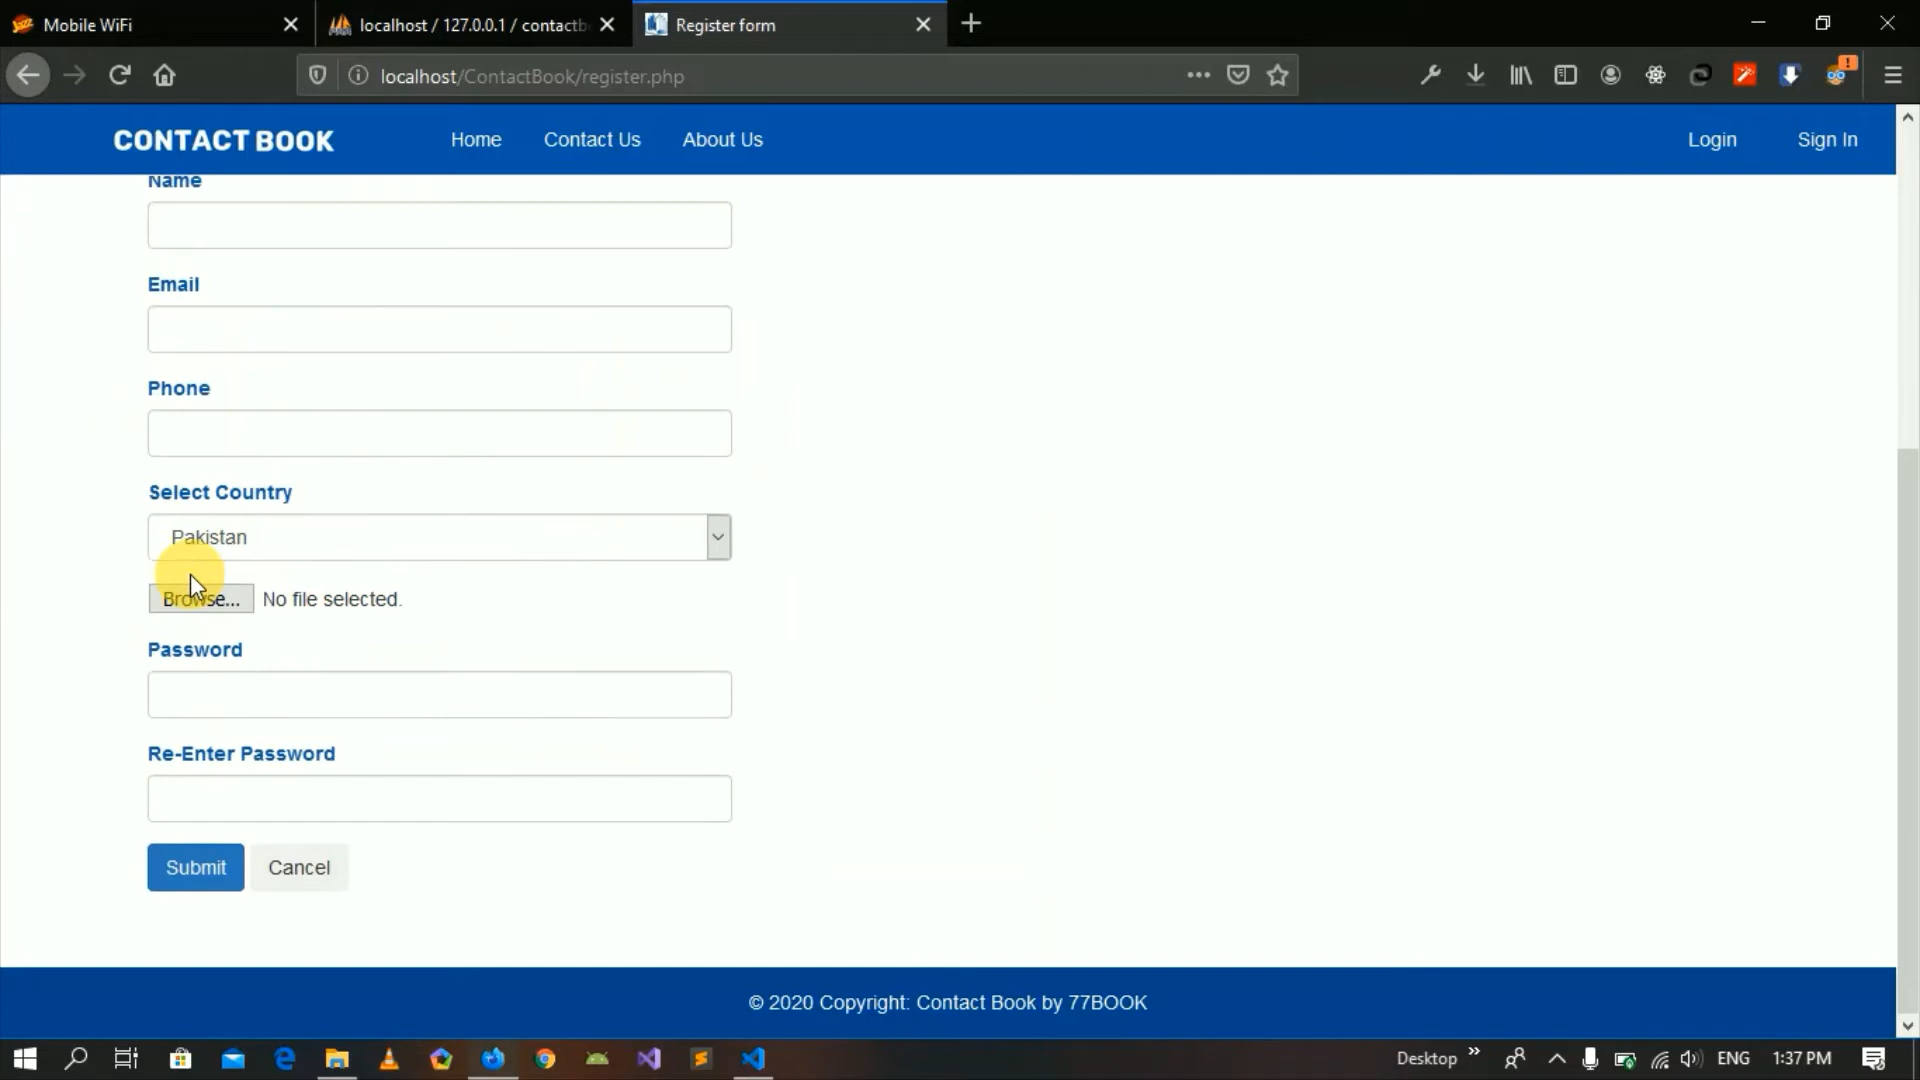 Mobile WiFi
localhost / 127.0.0.1 / contactb
Register form
localhost/ContactBook/register.php
CONTACT BOOK
Home
Contact Us
About Us
Login
Sign In
Name
Email
Phone
Select Country
Pakistan
Browse...
No file selected.
Password
Re-Enter Password
Submit
Cancel
© 2020 Copyright: Contact Book by 77BOOK
Desktop
ENG
1:37 PM